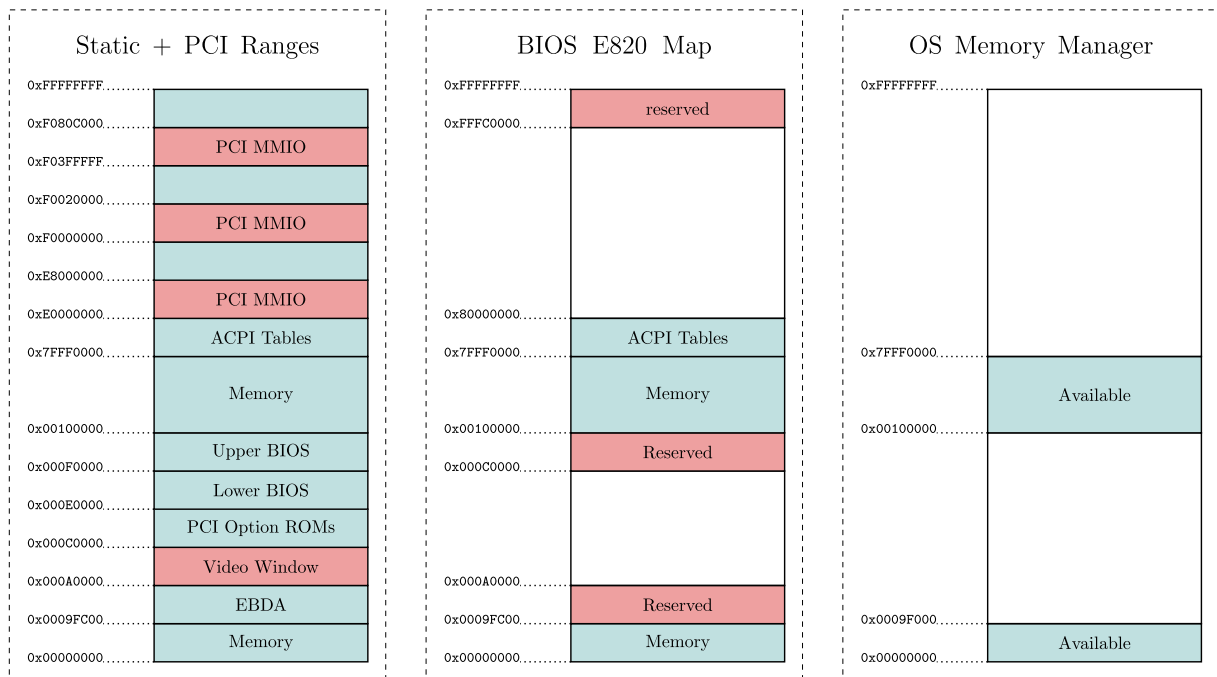 Static + PCI Ranges
0xFFFFFFFF
0xF080C000
PCI MMIO
0xF03FFFFF
0xF0020000
PCI MMIO
0xF0000000
0xE8000000
PCI MMIO
0xE0000000
ACPI Tables
0x7FFF0000
Memory
0x00100000
Upper BIOS
0x000F0000
Lower BIOS
0x000E0000
PCI Option ROMs
0x000C0000
Video Window
0x000A0000
EBDA
0x0009FC00
Memory
0x00000000
BIOS E820 Map
0xFFFFFFFF
reserved
0xFFFC0000
0x80000000
ACPI Tables
0x7FFF0000
Memory
0x00100000
Reserved
0x000C0000
0x000A0000
Reserved
0x0009FC00
Memory
0x00000000
OS Memory Manager
0xFFFFFFFF
0x7FFF0000
Available
0x00100000
0x0009F000
Available
0x00000000